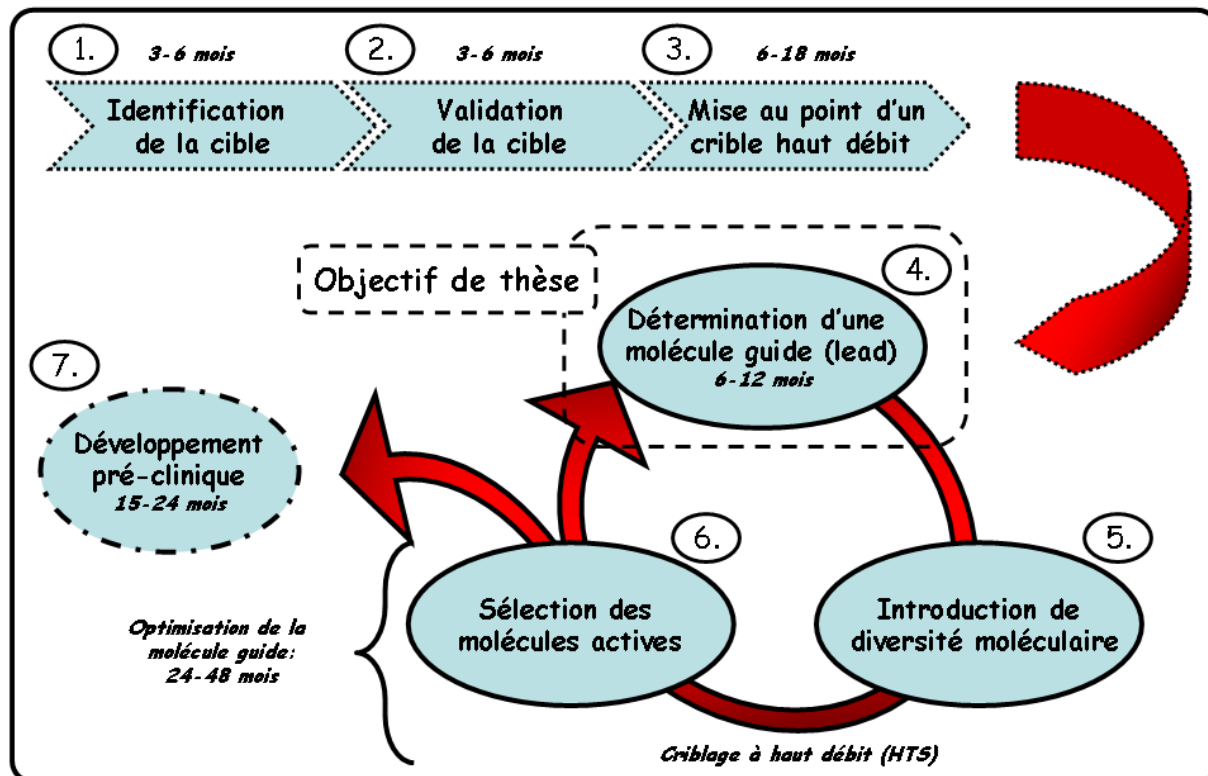 1.
3-6 mois
2.
3-6 mois
3.
6-18 mois
Identification
de la cible
Validation
de la cible
Mise au point d'un
crible haut débit
Objectif de thèse
4.
Détermination d'une
molécule guide (lead)
6-12 mois
7.
Développement
pré-clinique
15-24 mois
6.
5.
Sélection des
molécules actives
Introduction de
diversité moléculaire
Optimisation de la
molécule guide:
24-48 mois
Criblage à haut débit (HTS)